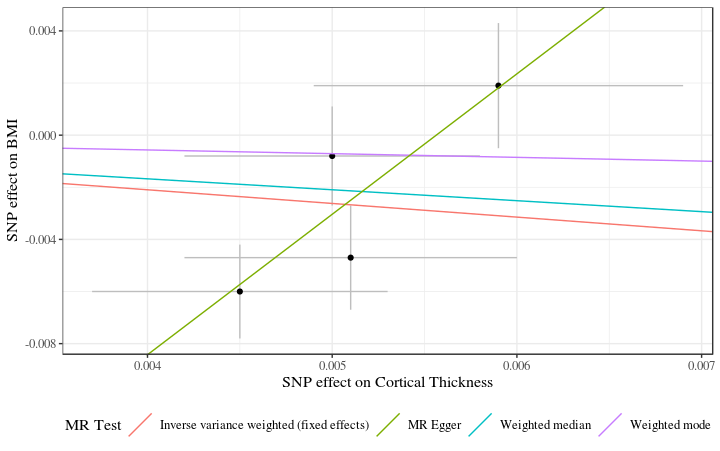 0.004
0.000
-0.004
-0.008
SNP effect on BMI
0.004 0.005 0.006 0.007
SNP effect on Cortical Thickness
MR Test Inverse variance weighted (fixed effects) MR Egger Weighted median Weighted mode